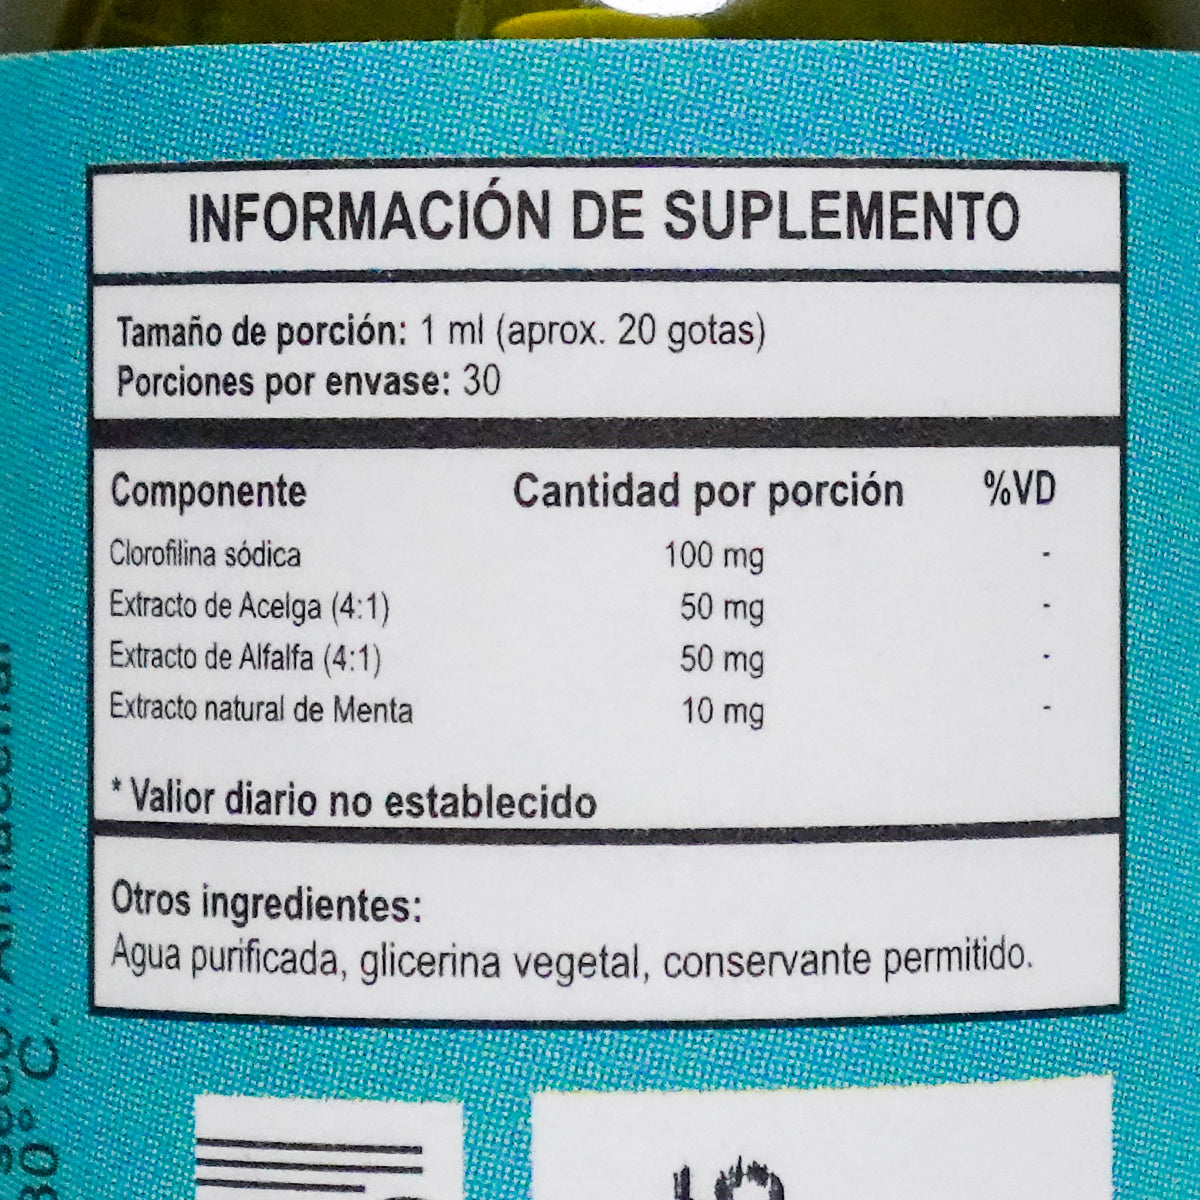 INFORMACIÓN DE SUPLEMENTO
Tamaño de porción: 1 ml (aprox. 20 gotas)
Porciones por envase: 30
Componente Cantidad por porción %VD
Clorofilina sódica 100 mg -
Extracto de Acelga (4:1) 50 mg -
Extracto de Alfalfa (4:1) 50 mg -
Extracto natural de Menta 10 mg -
* Valior diario no establecido
Otros ingredientes:
Agua purificada, glicerina vegetal, conservante permitido.
30° C.